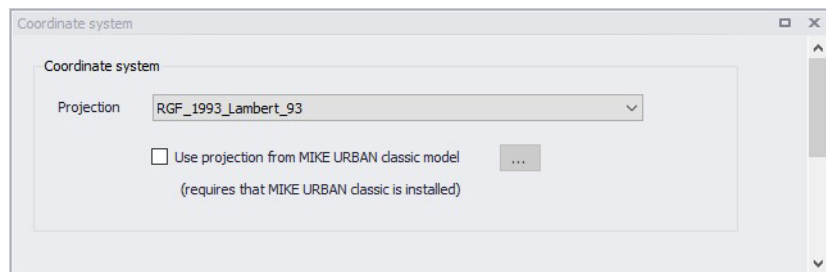 Coordinate system
Coordinate system
Projection RGF_1993_Lambert_93
Use projection from MIKE URBAN classic model ...
(requires that MIKE URBAN classic is installed)